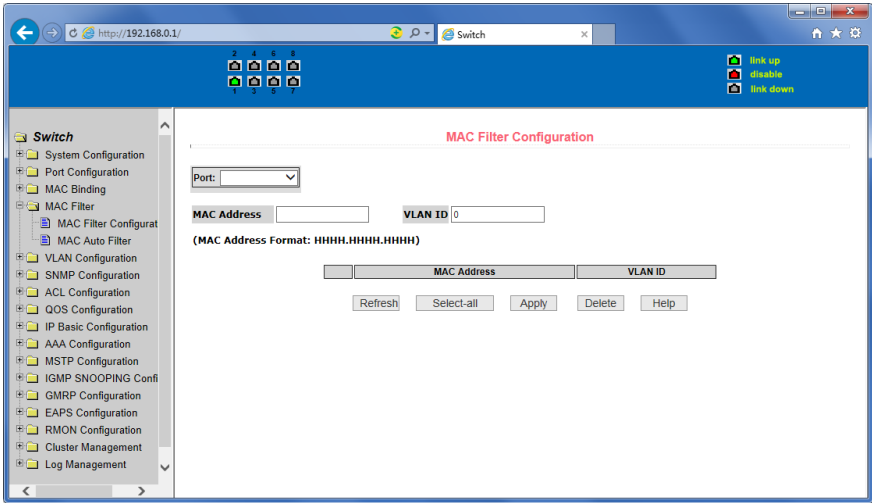 http://192.168.0.1/
Switch
2 4 6 8
1 3 5 7
link up
disable
link down
Switch
System Configuration
Port Configuration
MAC Binding
MAC Filter
MAC Filter Configurat
MAC Auto Filter
VLAN Configuration
SNMP Configuration
ACL Configuration
QOS Configuration
IP Basic Configuration
AAA Configuration
MSTP Configuration
IGMP SNOOPING Confi
GMRP Configuration
EAPS Configuration
RMON Configuration
Cluster Management
Log Management
MAC Filter Configuration
Port:
MAC Address VLAN ID 0
(MAC Address Format: HHHH.HHHH.HHHH)
MAC Address VLAN ID
Refresh Select-all Apply Delete Help